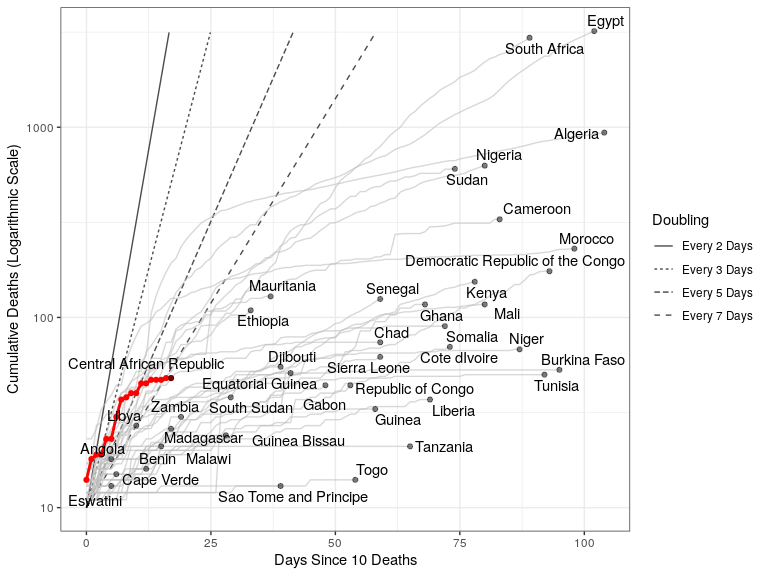 Egypt
South Africa
Algeria
Nigeria
Sudan
Cameroon
Morocco
Democratic Republic of the Congo
Mauritania
Senegal
Kenya
Ethiopia
Ghana
Mali
Chad
Somalia
Niger
Central African Republic
Djibouti
Cote dIvoire
Burkina Faso
Sierra Leone
Equatorial Guinea
Republic of Congo
Tunisia
Libya
Zambia
South Sudan
Gabon
Liberia
Guinea
Madagascar
Guinea Bissau
Angola
Tanzania
Benin
Malawi
Cape Verde
Togo
Eswatini
Sao Tome and Principe
1000
100
10
0
25
50
75
100
Days Since 10 Deaths
Cumulative Deaths (Logarithmic Scale)
Doubling
Every 2 Days
Every 3 Days
Every 5 Days
Every 7 Days